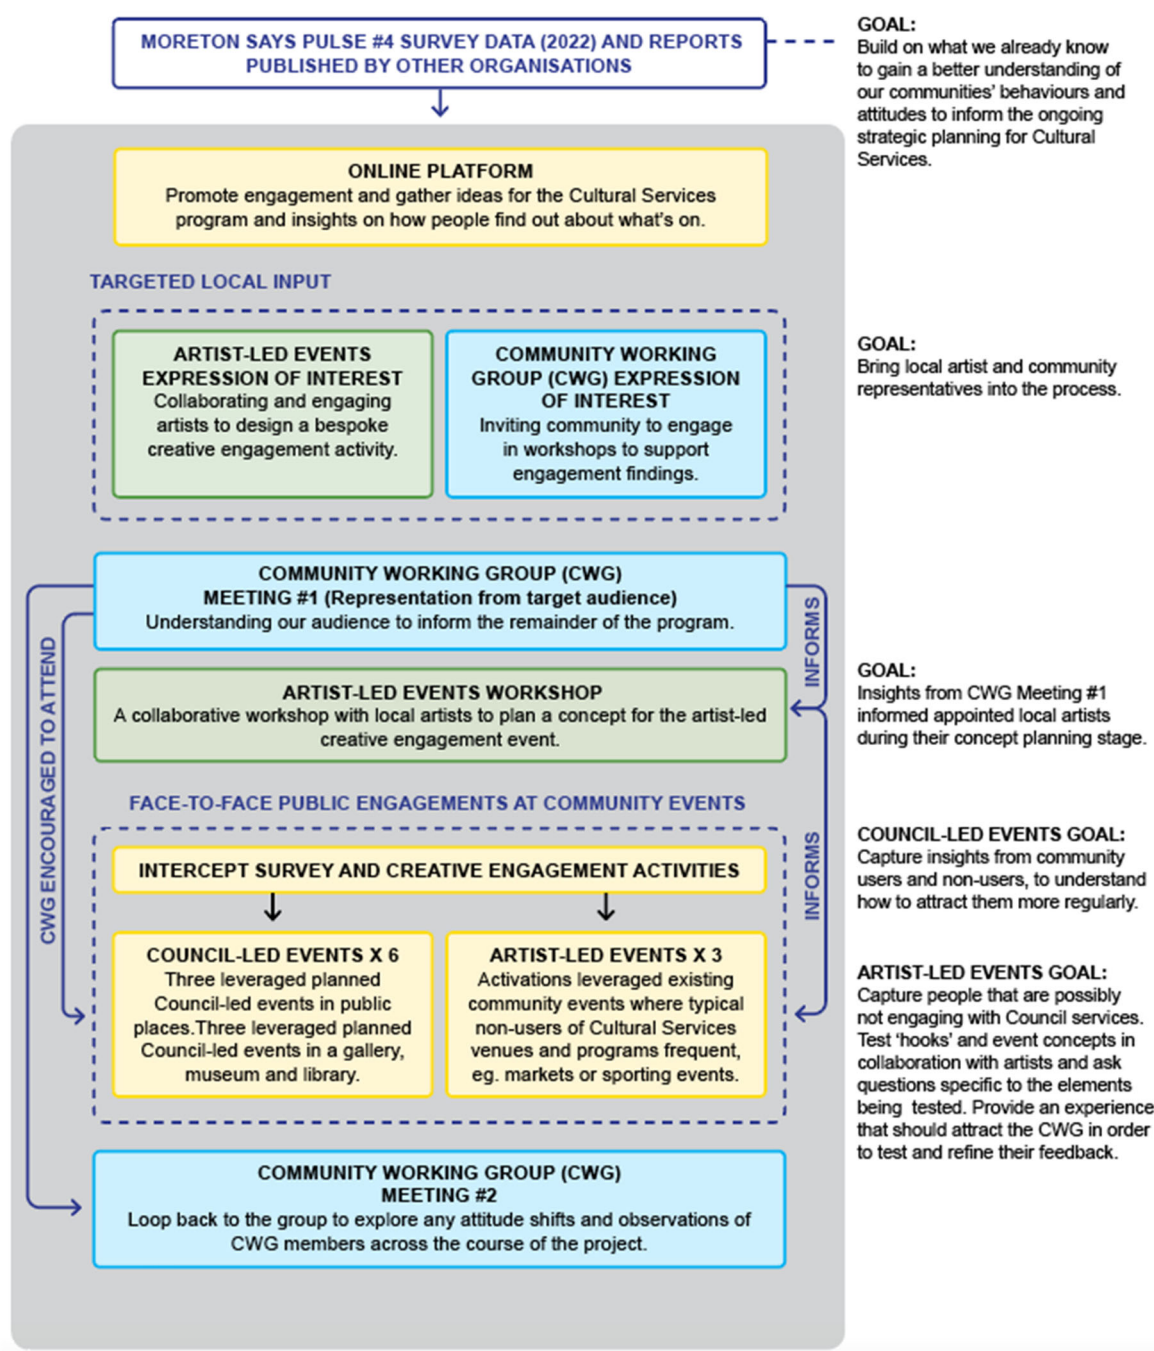 MORETON SAYS PULSE #4 SURVEY DATA (2022) AND REPORTS
PUBLISHED BY OTHER ORGANISATIONS
GOAL:
Build on what we already know
to gain a better understanding of
our communities' behaviours and
attitudes to inform the ongoing
strategic planning for Cultural
Services.
ONLINE PLATFORM
Promote engagement and gather ideas for the Cultural Services
program and insights on how people find out about what's on.
TARGETED LOCAL INPUT
ARTIST-LED EVENTS
EXPRESSION OF INTEREST
Collaborating and engaging
artists to design a bespoke
creative engagement activity.
COMMUNITY WORKING
GROUP (CWG) EXPRESSION
OF INTEREST
Inviting community to engage
in workshops to support
engagement findings.
GOAL:
Bring local artist and community
representatives into the process.
COMMUNITY WORKING GROUP (CWG)
MEETING #1 (Representation from target audience)
Understanding our audience to inform the remainder of the program.
INFORMS
CWG ENCOURAGED TO ATTEND
ARTIST-LED EVENTS WORKSHOP
A collaborative workshop with local artists to plan a concept for the artist-led
creative engagement event.
GOAL:
Insights from CWG Meeting #1
informed appointed local artists
during their concept planning stage.
FACE-TO-FACE PUBLIC ENGAGEMENTS AT COMMUNITY EVENTS
INTERCEPT SURVEY AND CREATIVE ENGAGEMENT ACTIVITIES
INFORMS
COUNCIL-LED EVENTS GOAL:
Capture insights from community
users and non-users, to understand
how to attract them more regularly.
COUNCIL-LED EVENTS X 6
Three leveraged planned
Council-led events in public
places.Three leveraged planned
Council-led events in a gallery,
museum and library.
ARTIST-LED EVENTS X 3
Activations leveraged existing
community events where typical
non-users of Cultural Services
venues and programs frequent,
eg. markets or sporting events.
ARTIST-LED EVENTS GOAL:
Capture people that are possibly
not engaging with Council services.
Test 'hooks' and event concepts in
collaboration with artists and ask
questions specific to the elements
being tested. Provide an experience
that should attract the CWG in order
to test and refine their feedback.
COMMUNITY WORKING GROUP (CWG)
MEETING #2
Loop back to the group to explore any attitude shifts and observations of
CWG members across the course of the project.